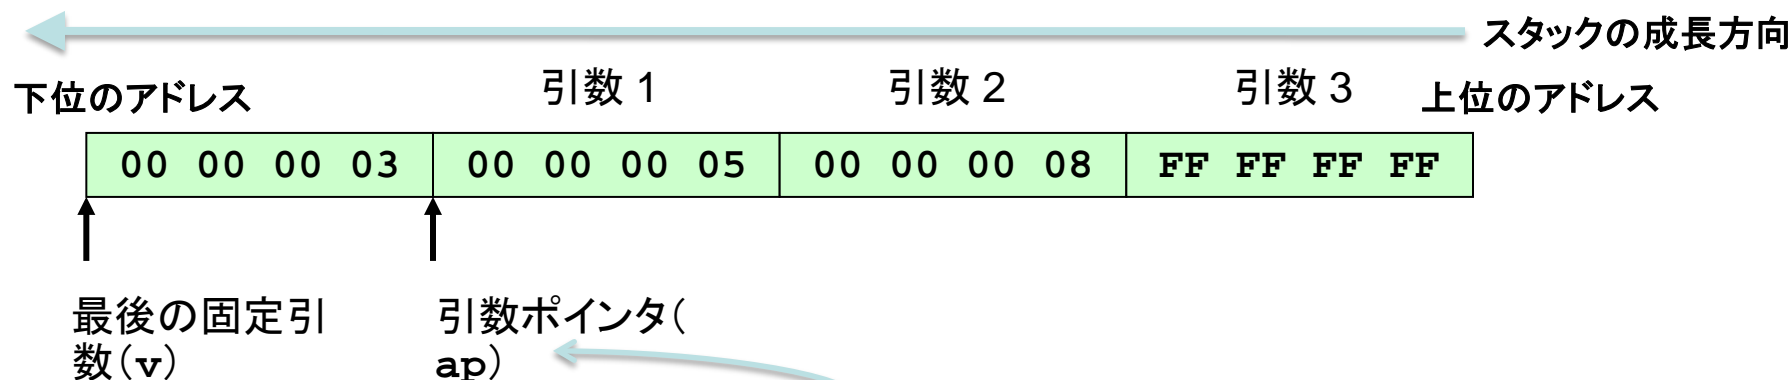 スタックの成長方向
下位のアドレス
引数 1
引数 2
引数 3
上位のアドレス
00 00 00 03
00 00 00 05
00 00 00 08
FF FF FF FF
最後の固定引
数(v)
引数ポインタ(
ap)